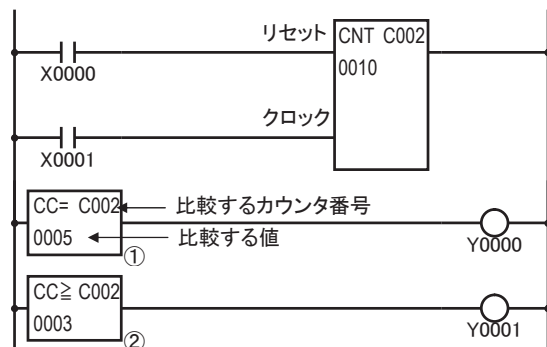 リセット
CNT C002
0010
X0000
クロック
X0001
CC= C002
比較するカウンタ番号
0005
比較する値
①
Y0000
CC≧ C002
0003
②
Y0001